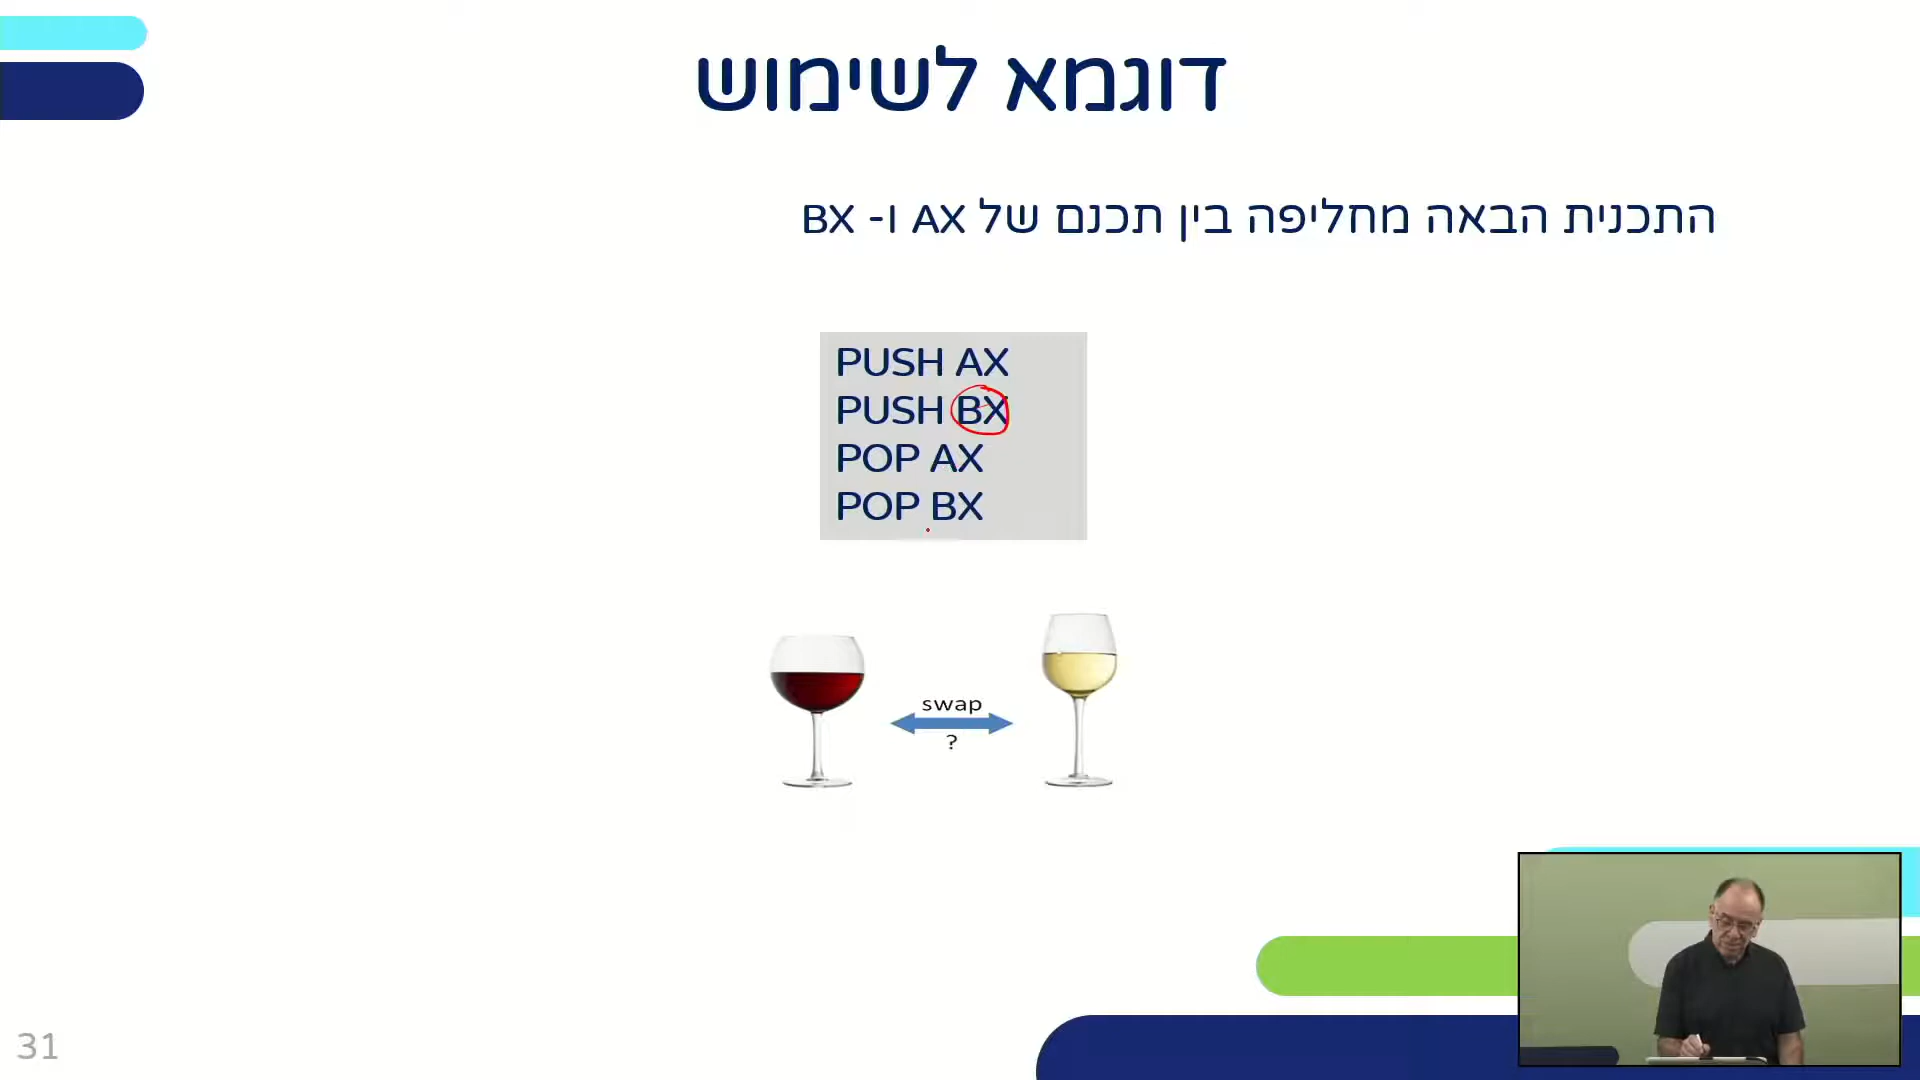 דוגמא לשימוש
התכנית הבאה מחליפה בין תכנם של AX ו- BX
PUSH AX
PUSH BX
POP AX
POP BX
swap
?
31